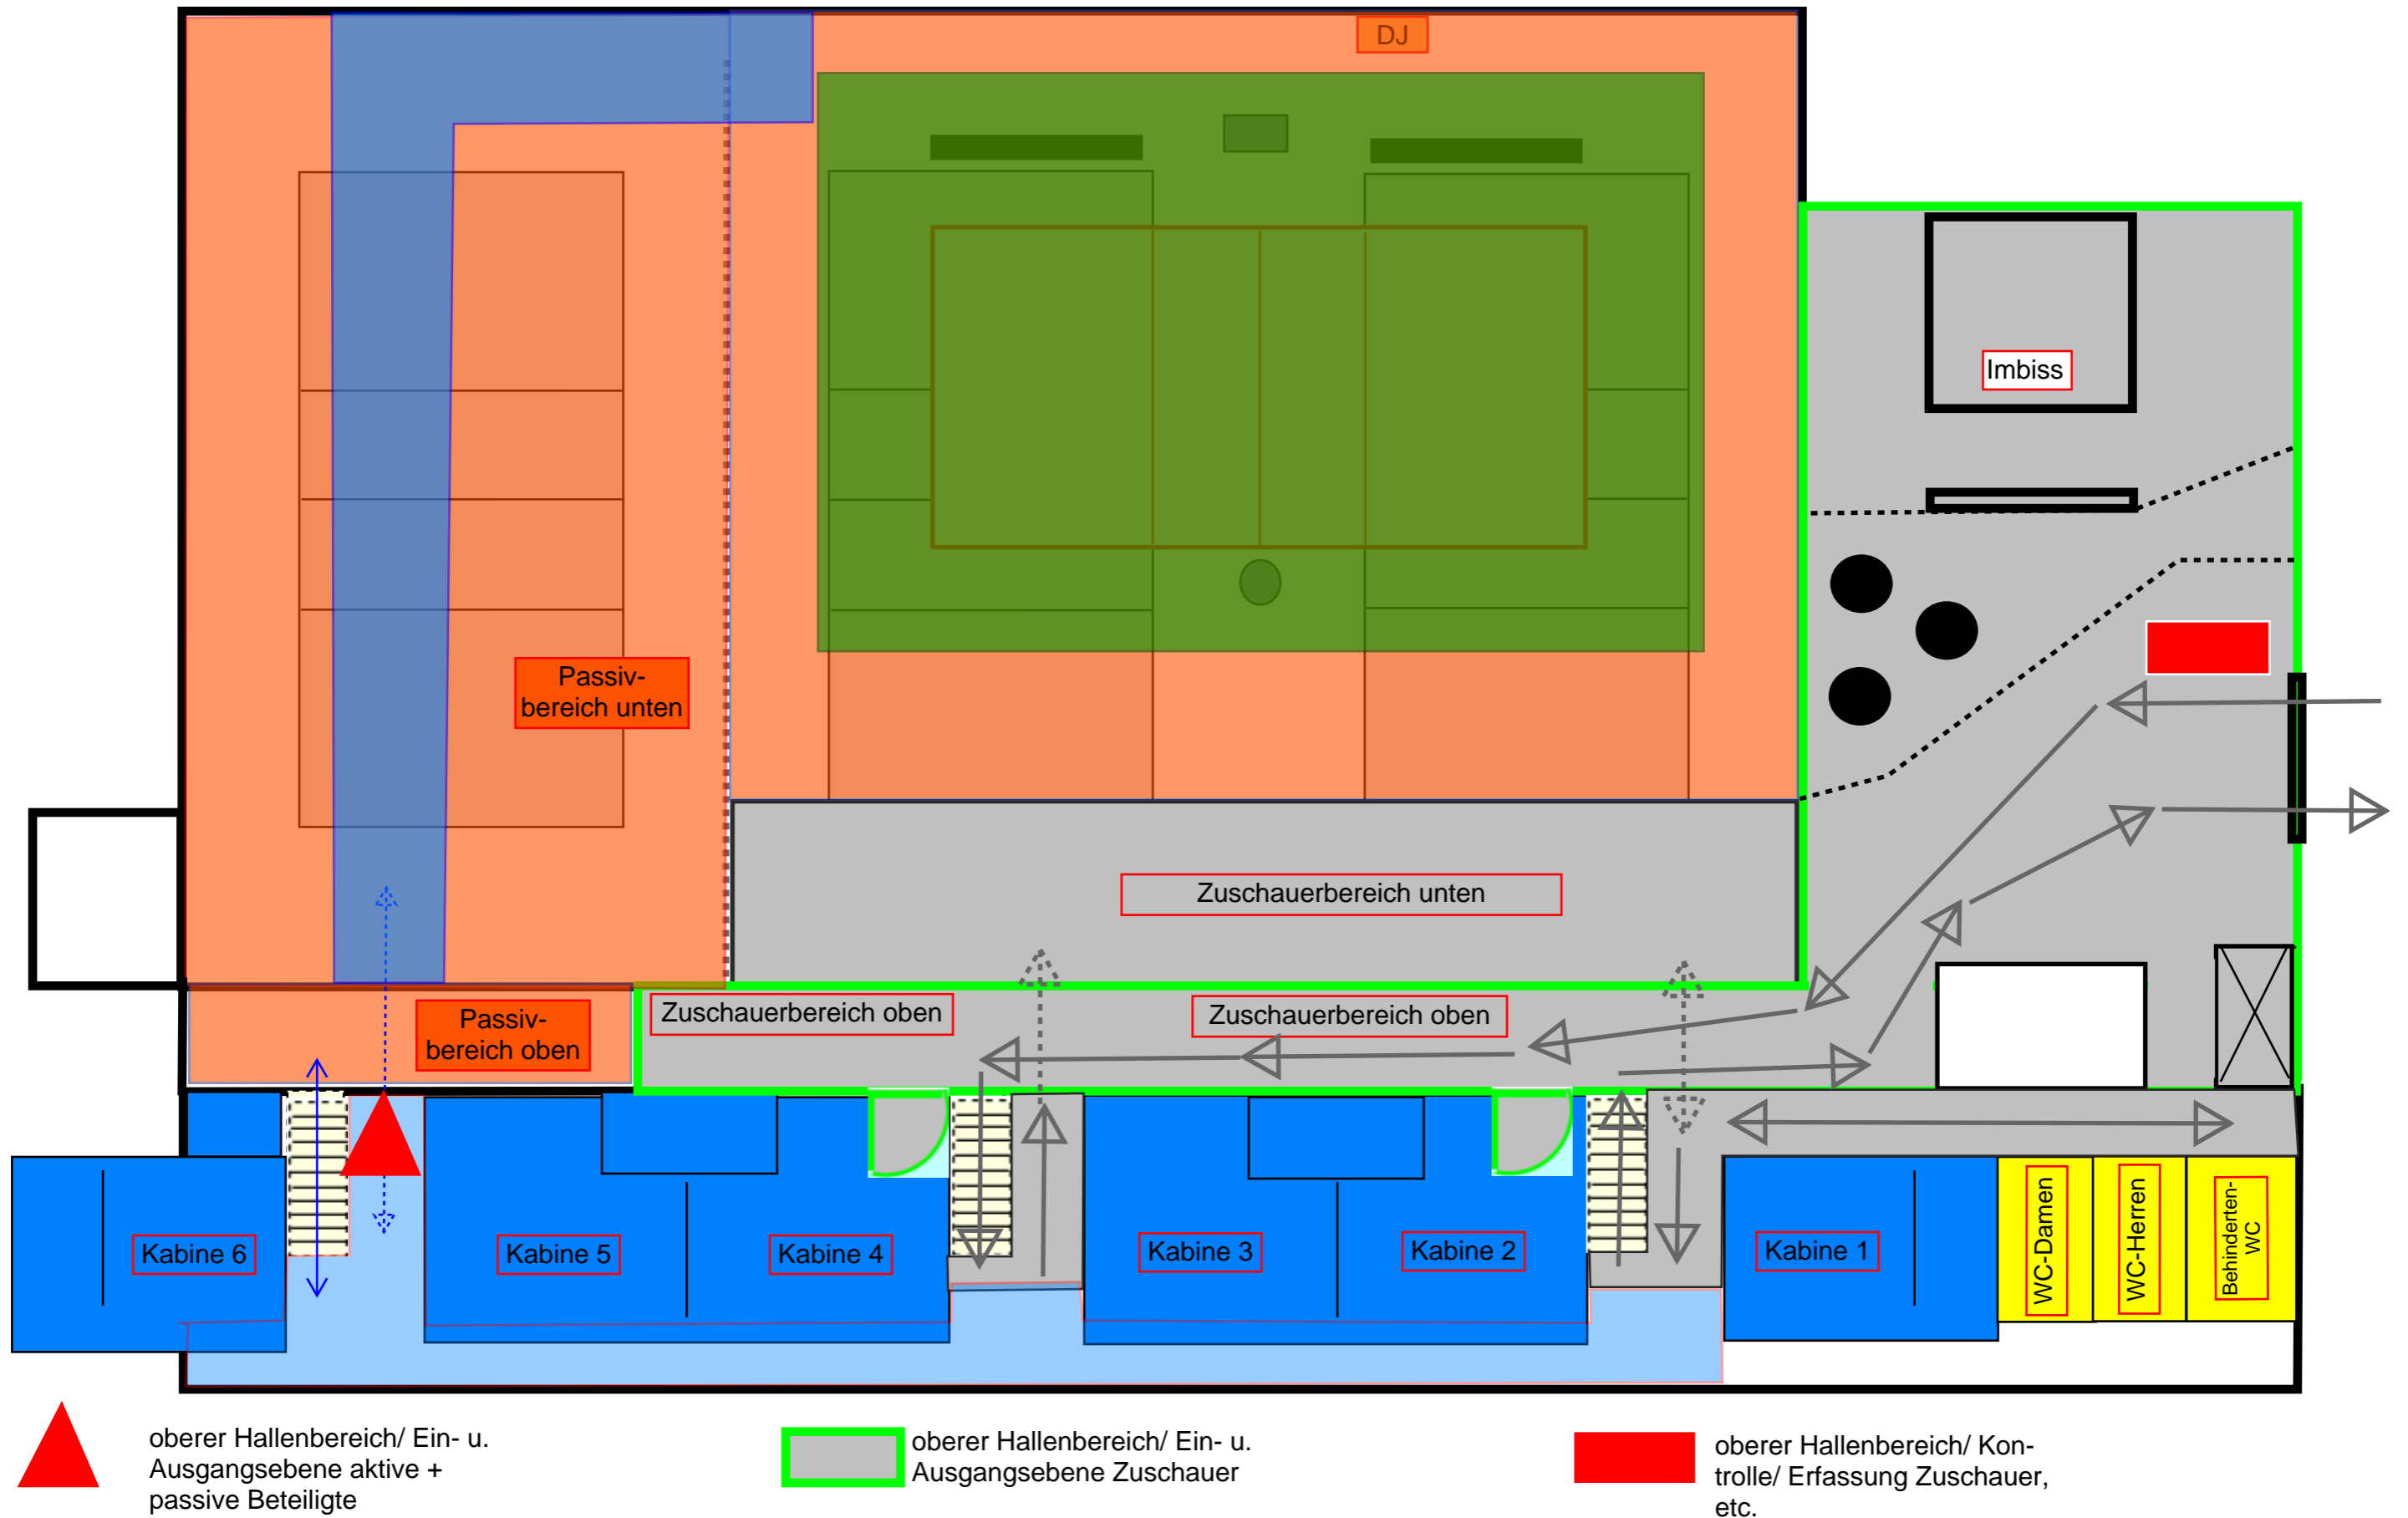 DJ
Imbiss
Passiv-
bereich unten
Zuschauerbereich unten
Zuschauerbereich oben
Zuschauerbereich oben
Passiv-
bereich oben
Kabine 6
Kabine 5
Kabine 4
Kabine 3
Kabine 2
Kabine 1
WC-Damen
WC-Herren
Behinderten-
WC
oberer Hallenbereich/ Ein- u.
Ausgangsebene aktive +
passive Beteiligte
oberer Hallenbereich/ Ein- u.
Ausgangsebene Zuschauer
oberer Hallenbereich/ Kon-
trolle/ Erfassung Zuschauer,
etc.